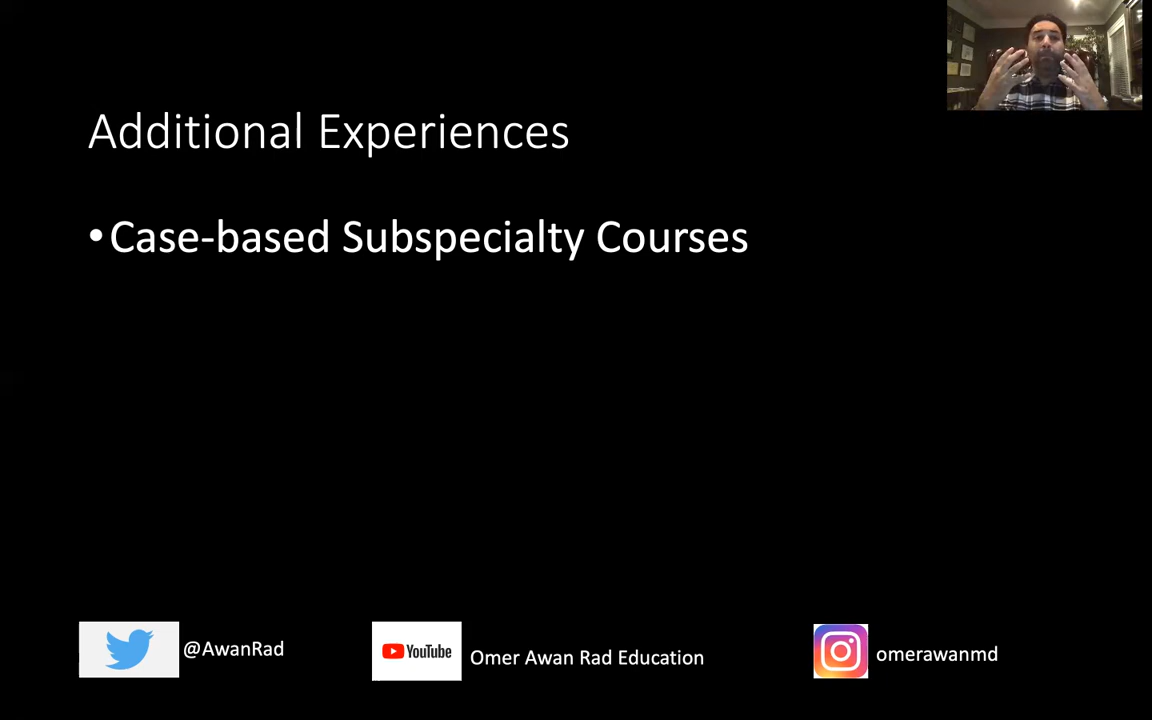 Additional Experiences
•Case-based Subspecialty Courses
@AwanRad
YouTube
Omer Awan Rad Education
omerawanmd